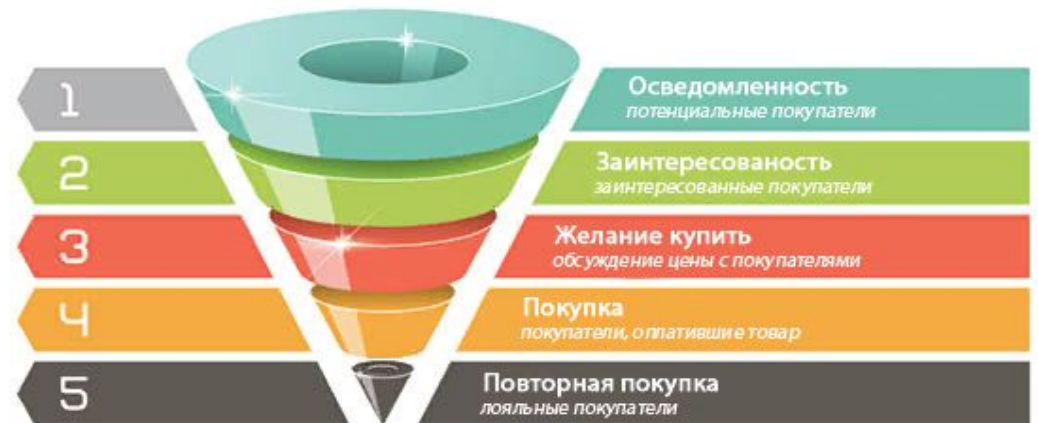 1
Осведомленность
потенциальные покупатели
2
Заинтересованость
заинтересованные покупатели
3
Желание купить
обсуждение цены с покупателями
4
Покупка
покупатели, оплатившие товар
5
Повторная покупка
лояльные покупатели